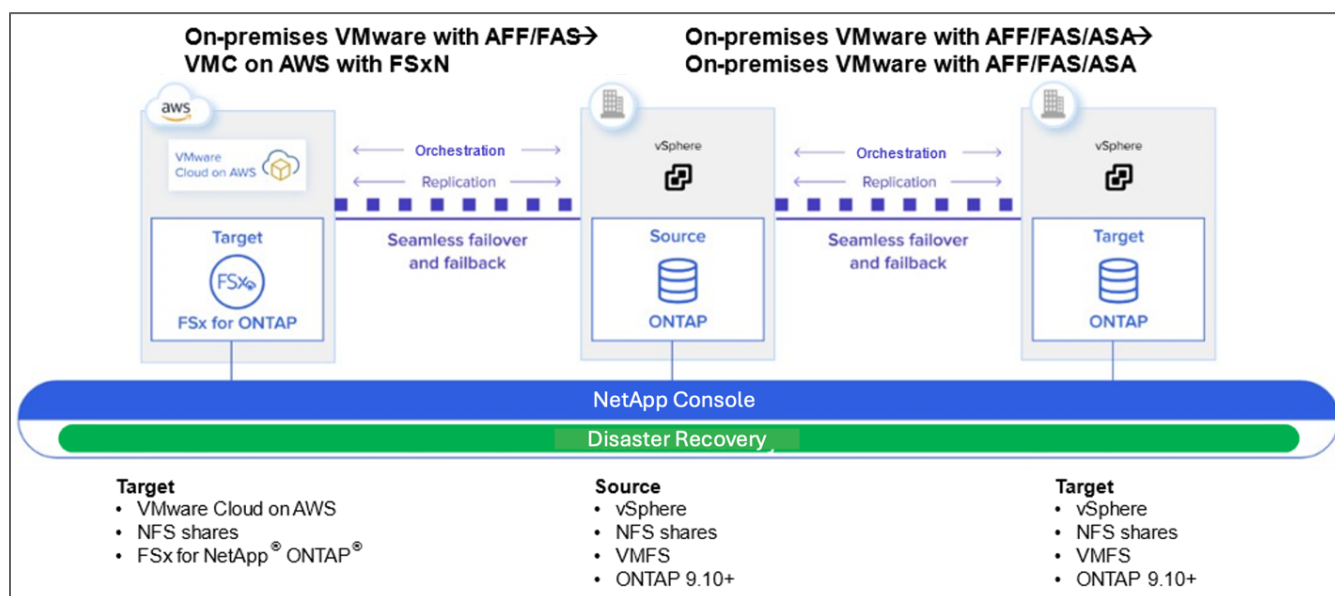 On-premises VMware with AFF/FAS→
VMC on AWS with FSxN
On-premises VMware with AFF/FAS/ASA→
On-premises VMware with AFF/FAS/ASA
aws
VMware
Cloud on AWS
Orchestration
Replication
Seamless failover
and failback
Target
FSx
FSx for ONTAP
vSphere
Source
ONTAP
Orchestration
Replication
Seamless failover
and failback
vSphere
Target
ONTAP
NetApp Console
Disaster Recovery
Target
• VMware Cloud on AWS
• NFS shares
• FSx for NetApp® ONTAP®
Source
• vSphere
• NFS shares
• VMFS
• ONTAP 9.10+
Target
• vSphere
• NFS shares
• VMFS
• ONTAP 9.10+